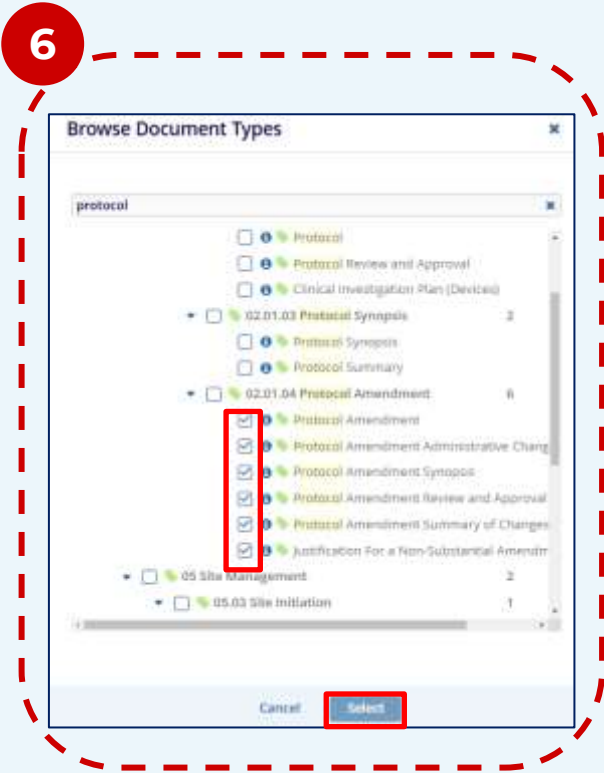 6
Browse Document Types
protocol
Protocol
Protocol Review and Approval
Clinical Investigation Plan (Devices)
02.01.03 Protocol Synopsis 2
Protocol Synopsis
Protocol Summary
02.01.04 Protocol Amendment 6
Protocol Amendment
Protocol Amendment Administrative Chang
Protocol Amendment Synopsis
Protocol Amendment Review and Approval
Protocol Amendment Summary of Changes
Justification For a Non-Substantial Amendm
05 Site Management 2
05.03 Site Initiation 1
Cancel Select